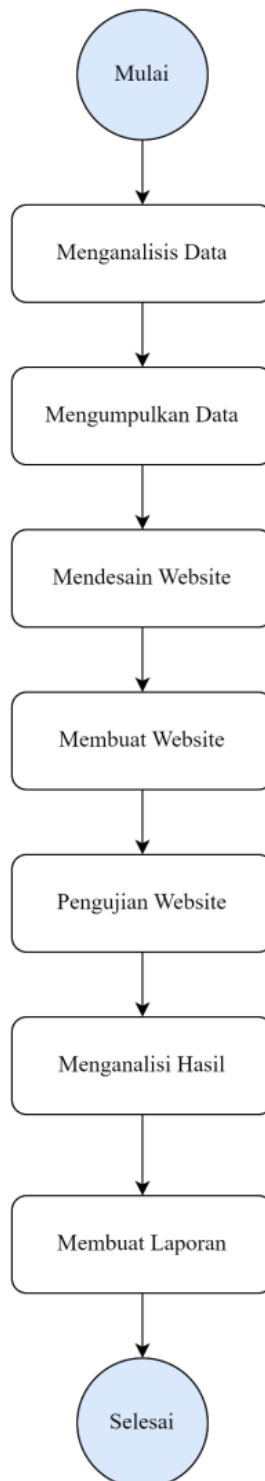 Mulai
Menganalisis Data
Mengumpulkan Data
Mendesain Website
Membuat Website
Pengujian Website
Menganalisi Hasil
Membuat Laporan
Selesai